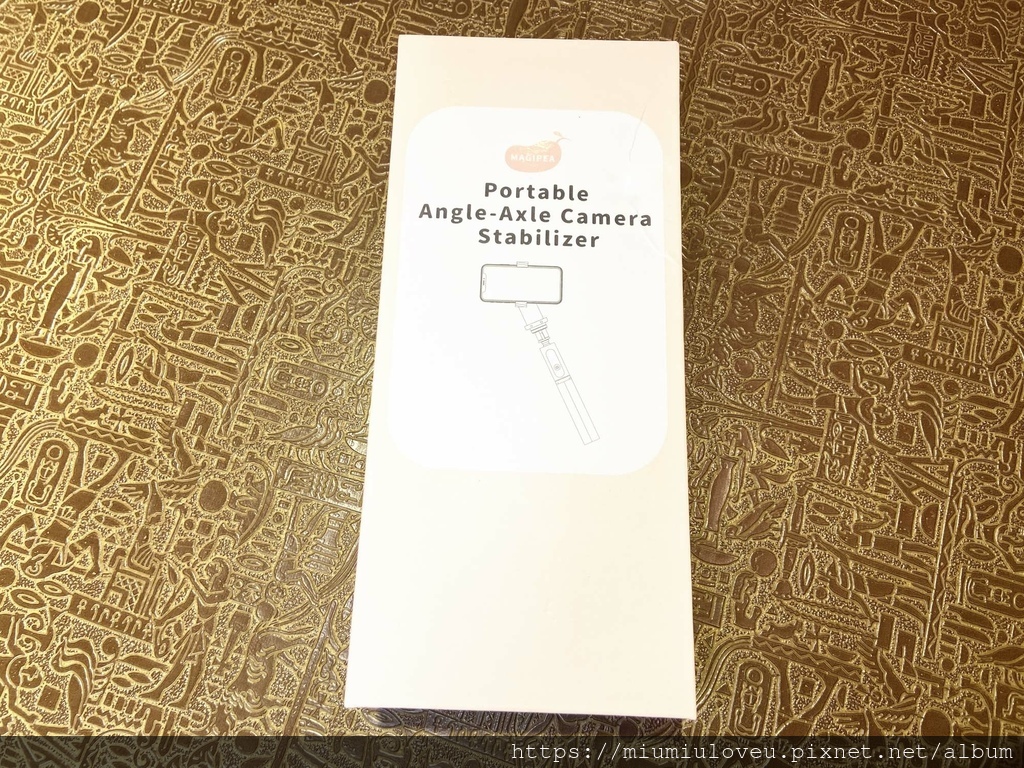 MAGIPEA
Portable
Angle-Axle Camera
Stabilizer
https://miumiuloveu.pixnet.net/album